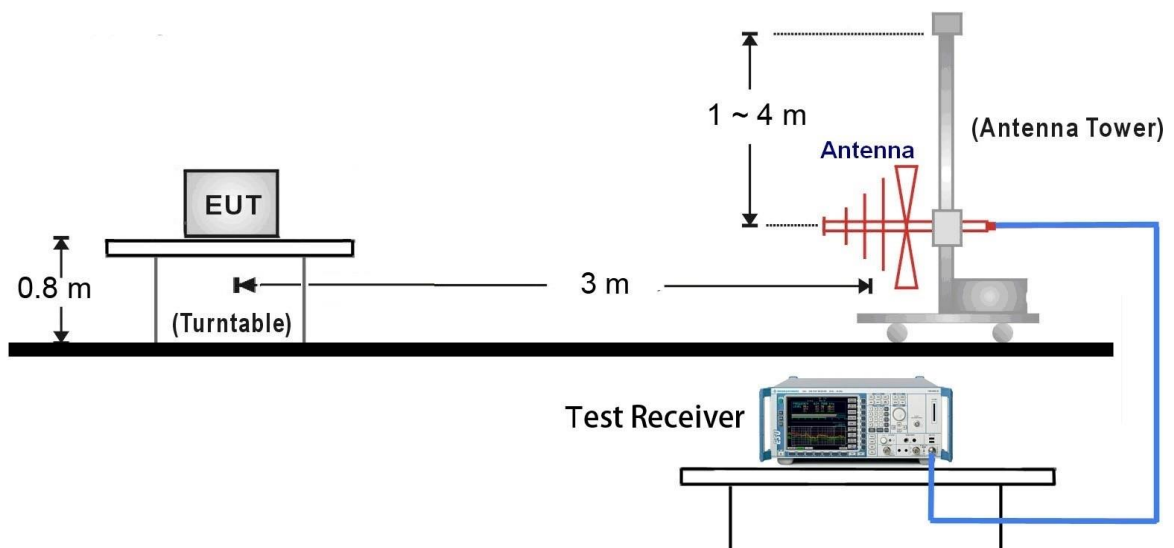 1 ~ 4 m
(Antenna Tower)
Antenna
EUT
0.8 m
3 m
(Turntable)
Test Receiver